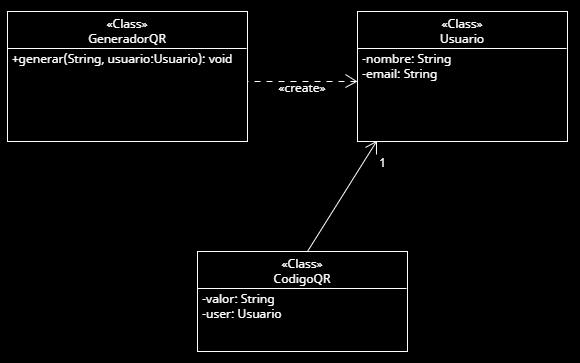 «Class»
GeneradorQR
+generar(String, usuario:Usuario): void
«Class»
Usuario
-nombre: String
-email: String
«create»
1
«Class»
CodigoQR
-valor: String
-user: Usuario